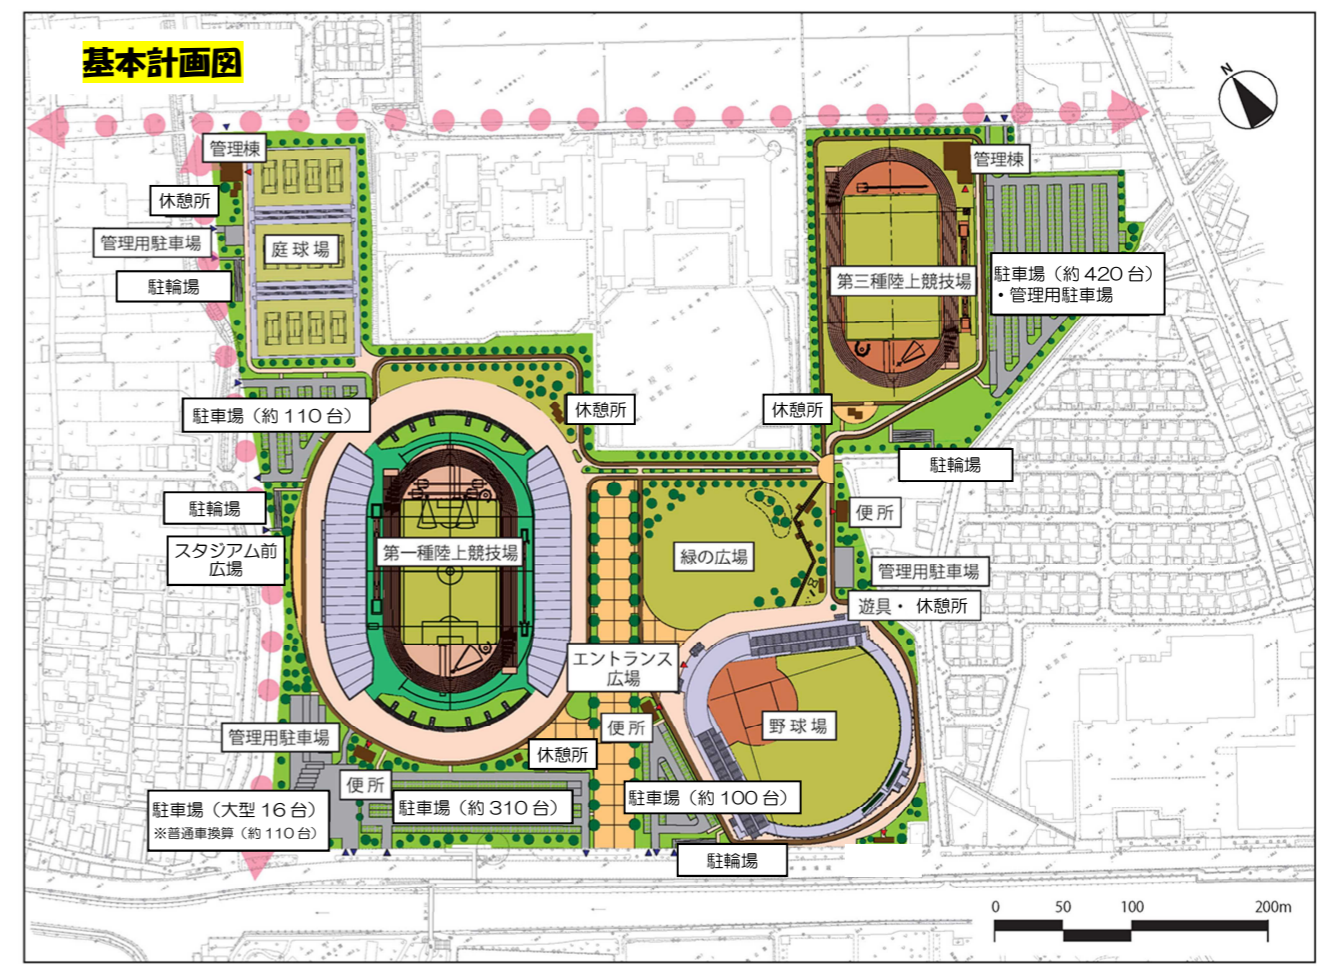 基本計画図
N
管理棟
管理棟
休憩所
管理用駐車場
庭球場
駐輪場
第三種陸上競技場
駐車場（約420台）
・管理用駐車場
駐車場（約110台）
休憩所
休憩所
駐輪場
駐輪場
便所
スタジアム前
広場
第一種陸上競技場
緑の広場
管理用駐車場
遊具・休憩所
エントランス
広場
管理用駐車場
便所
野球場
休憩所
便所
駐車場（大型16台）
※普通車換算（約110台）
駐車場（約310台）
駐車場（約100台）
駐輪場
0 50 100 200m